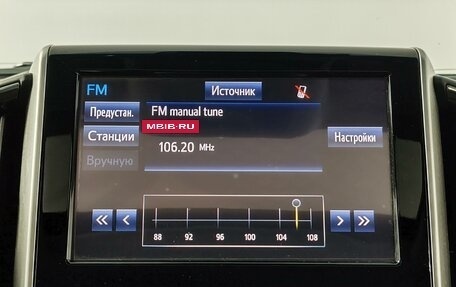 FM
Источник
Предустан.
FM manual tune
MBIB-RU
Станции
106.20 MHz
Настройки
Вручную
88 92 96 100 104 108